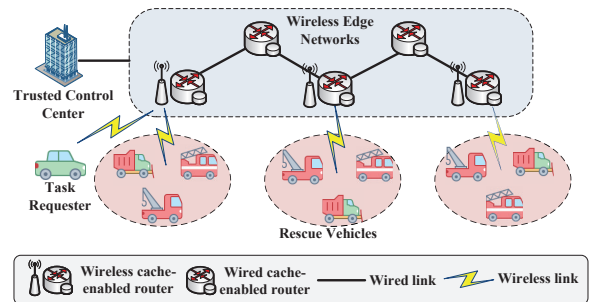 Wireless Edge
Networks
Trusted Control
Center
Task
Requester
Rescue Vehicles
Wireless cache-
enabled router
Wired cache-
enabled router
Wired link
Wireless link